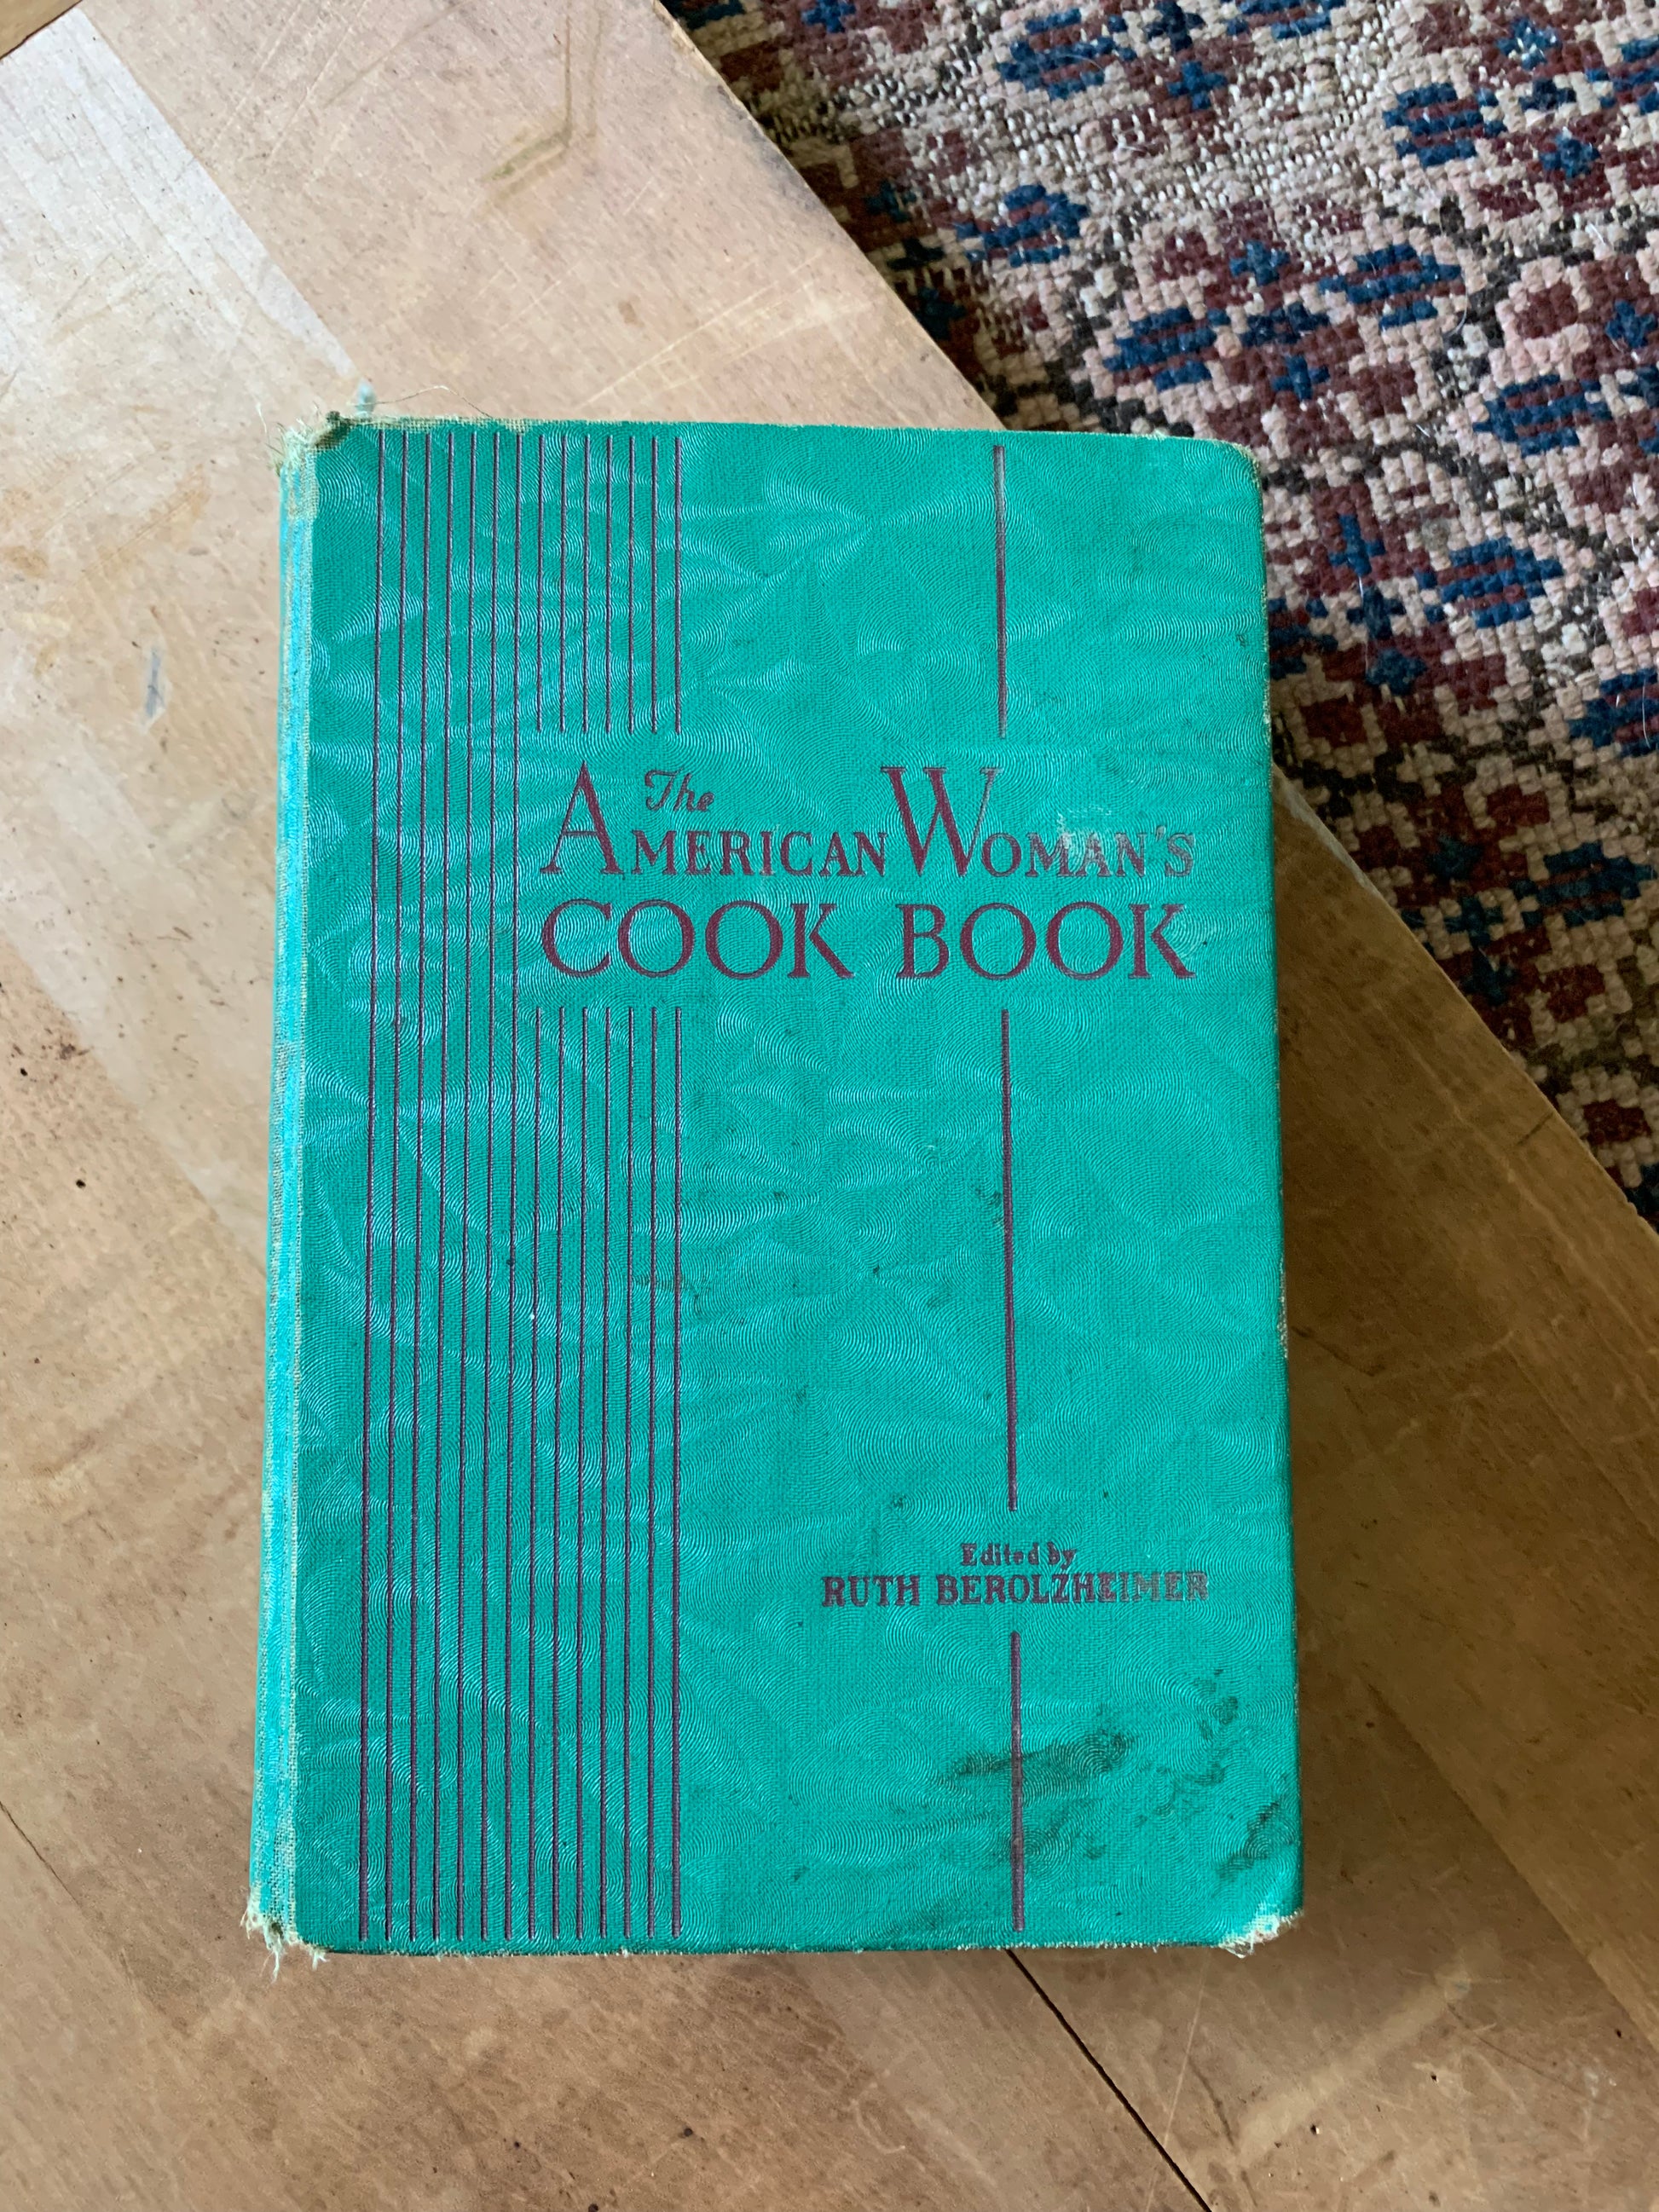 The
AMERICAN WOMAN'S
COOK BOOK
Edited by
RUTH BEROLZHEIMER